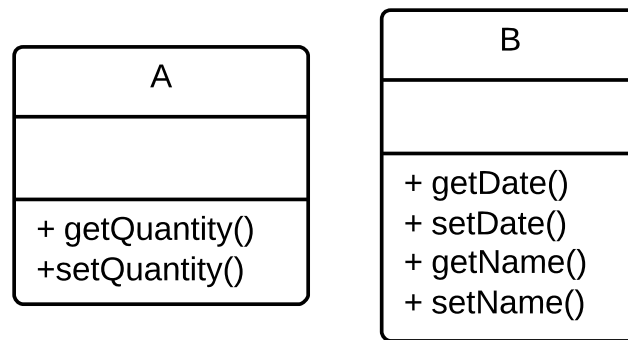 A
+ getQuantity()
+setQuantity()
B
+ getDate()
+ setDate()
+ getName()
+ setName()